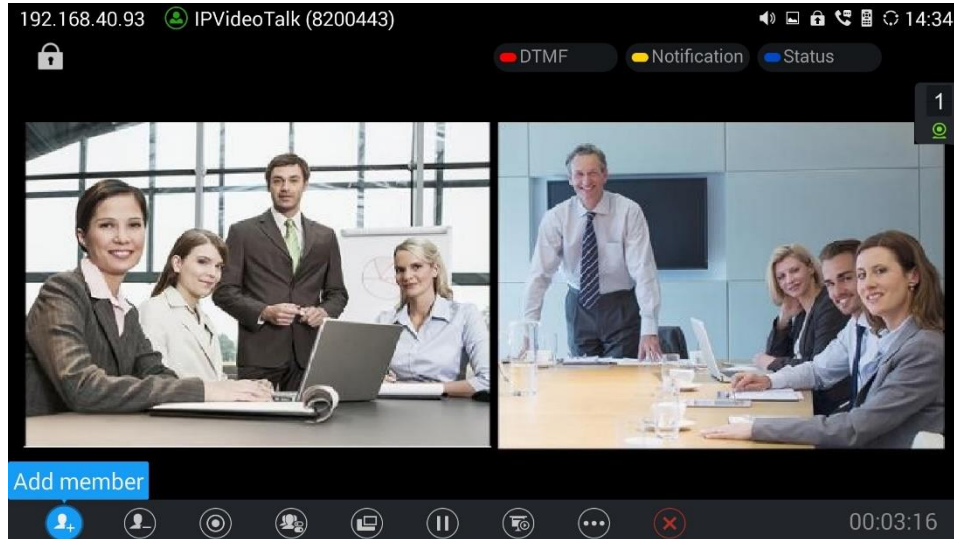 192.168.40.93 IPVideoTalk (8200443) 14:34
DTMF Notification Status
1
Add member
00:03:16